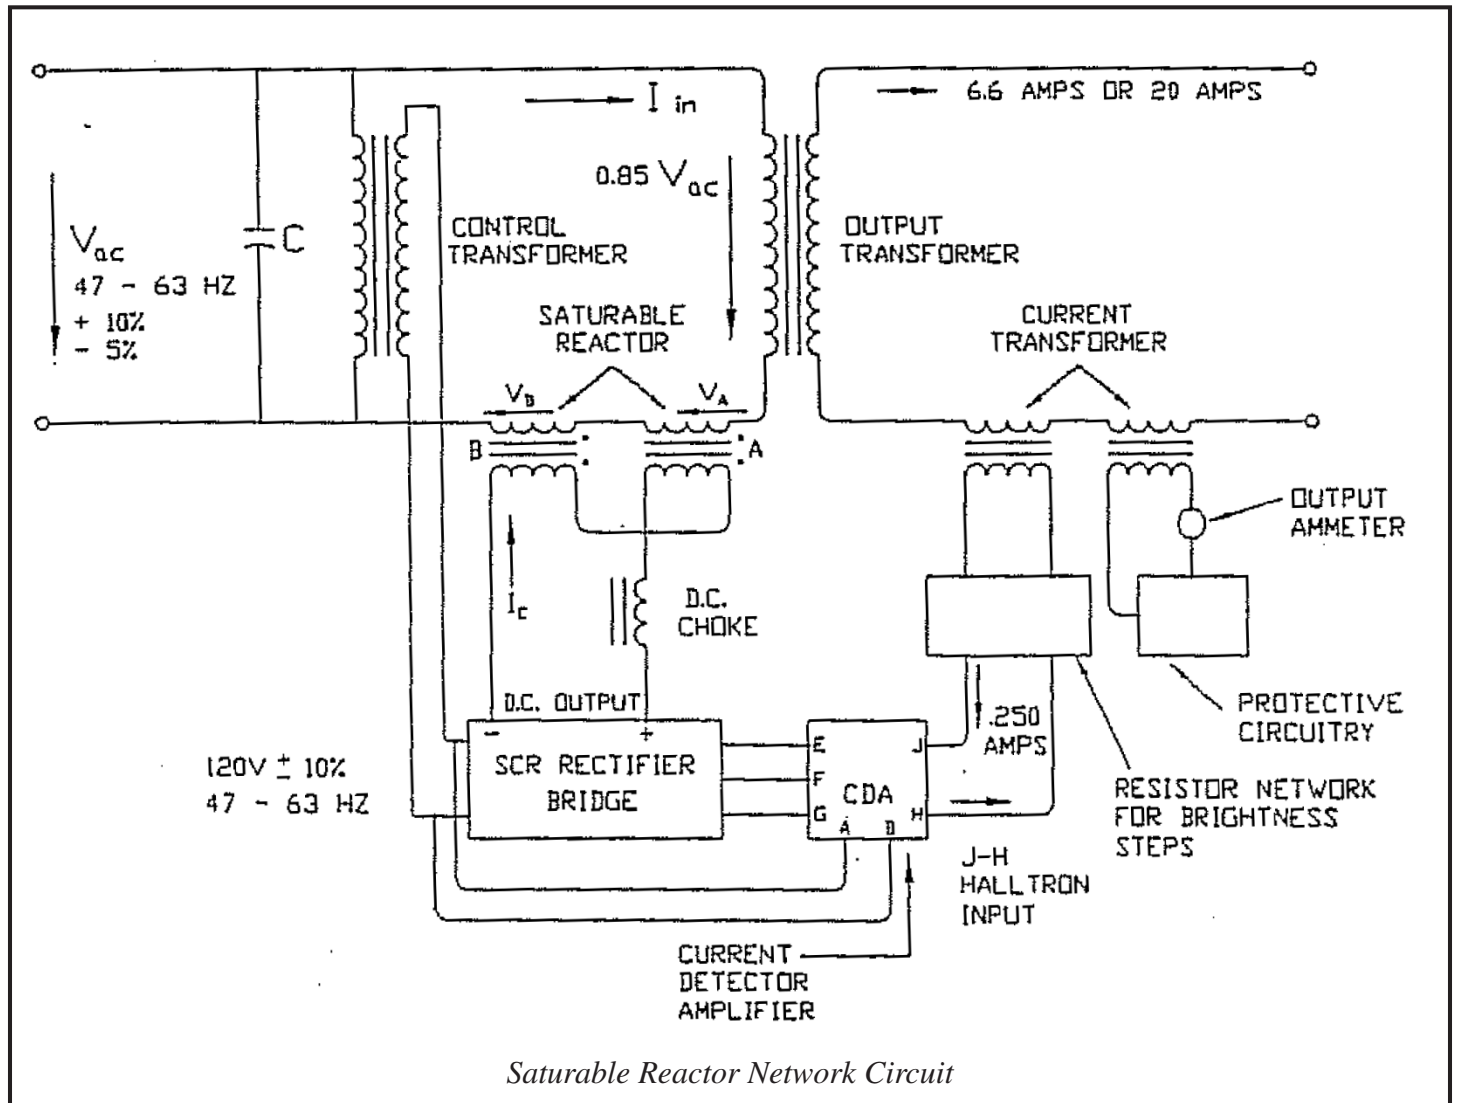 6.6 AMPS OR 20 AMPS
I in
0.85 Vac
Vac
47 - 63 HZ
+ 10%
- 5%
C
CONTROL
TRANSFORMER
OUTPUT
TRANSFORMER
SATURABLE
REACTOR
CURRENT
TRANSFORMER
VB
VA
B
A
OUTPUT
AMMETER
Ic
D.C.
CHOKE
D.C. OUTPUT
- +
SCR RECTIFIER
BRIDGE
120V ± 10%
47 - 63 HZ
E
F
G
CDA
J
H
A D
.250
AMPS
PROTECTIVE
CIRCUITRY
RESISTOR NETWORK
FOR BRIGHTNESS
STEPS
J-H
HALLTRON
INPUT
CURRENT
DETECTOR
AMPLIFIER
Saturable Reactor Network Circuit